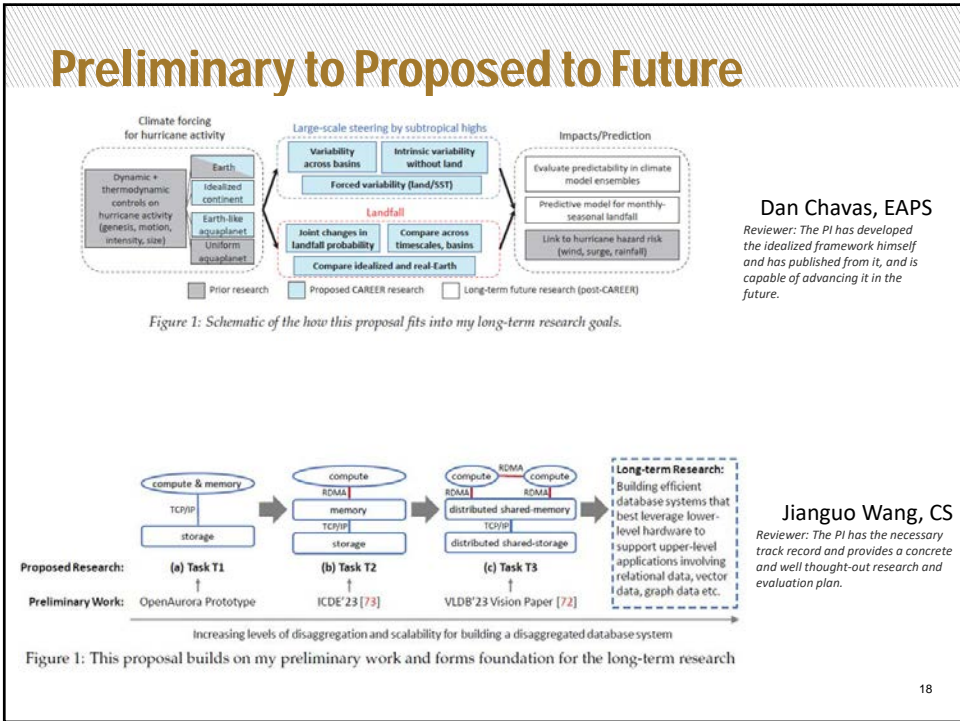 Preliminary to Proposed to Future
Climate forcing
for hurricane activity
Dynamic +
thermodynamic
controls on
hurricane activity
(genesis, motion,
intensity, size)
Earth
Idealized
continent
Earth-like
aquaplanet
Uniform
aquaplanet
Large-scale steering by subtropical highs
Variability
across basins
Intrinsic variability
without land
Forced variability (land/SST)
Landfall
Joint changes in
landfall probability
Compare across
timescales, basins
Compare idealized and real-Earth
Impacts/Prediction
Evaluate predictability in climate
model ensembles
Predictive model for monthly-
seasonal landfall
Link to hurricane hazard risk
(wind, surge, rainfall)
Prior research
Proposed CAREER research
Long-term future research (post-CAREER)
Figure 1: Schematic of the how this proposal fits into my long-term research goals.
Dan Chavas, EAPS
Reviewer: The PI has developed
the idealized framework himself
and has published from it, and is
capable of advancing it in the
future.
compute & memory
TCP/IP
storage
compute
RDMA
memory
TCP/IP
storage
RDMA
compute
compute
RDMA
RDMA
distributed shared-memory
TCP/IP
distributed shared-storage
Long-term Research:
Building efficient
database systems that
best leverage lower-
level hardware to
support upper-level
applications involving
relational data, vector
data, graph data etc.
Proposed Research:
(a) Task T1
(b) Task T2
(c) Task T3
Preliminary Work:
OpenAurora Prototype
ICDE'23 [73]
VLDB'23 Vision Paper [72]
Increasing levels of disaggregation and scalability for building a disaggregated database system
Figure 1: This proposal builds on my preliminary work and forms foundation for the long-term research
Jianguo Wang, CS
Reviewer: The PI has the necessary
track record and provides a concrete
and well thought-out research and
evaluation plan.
18